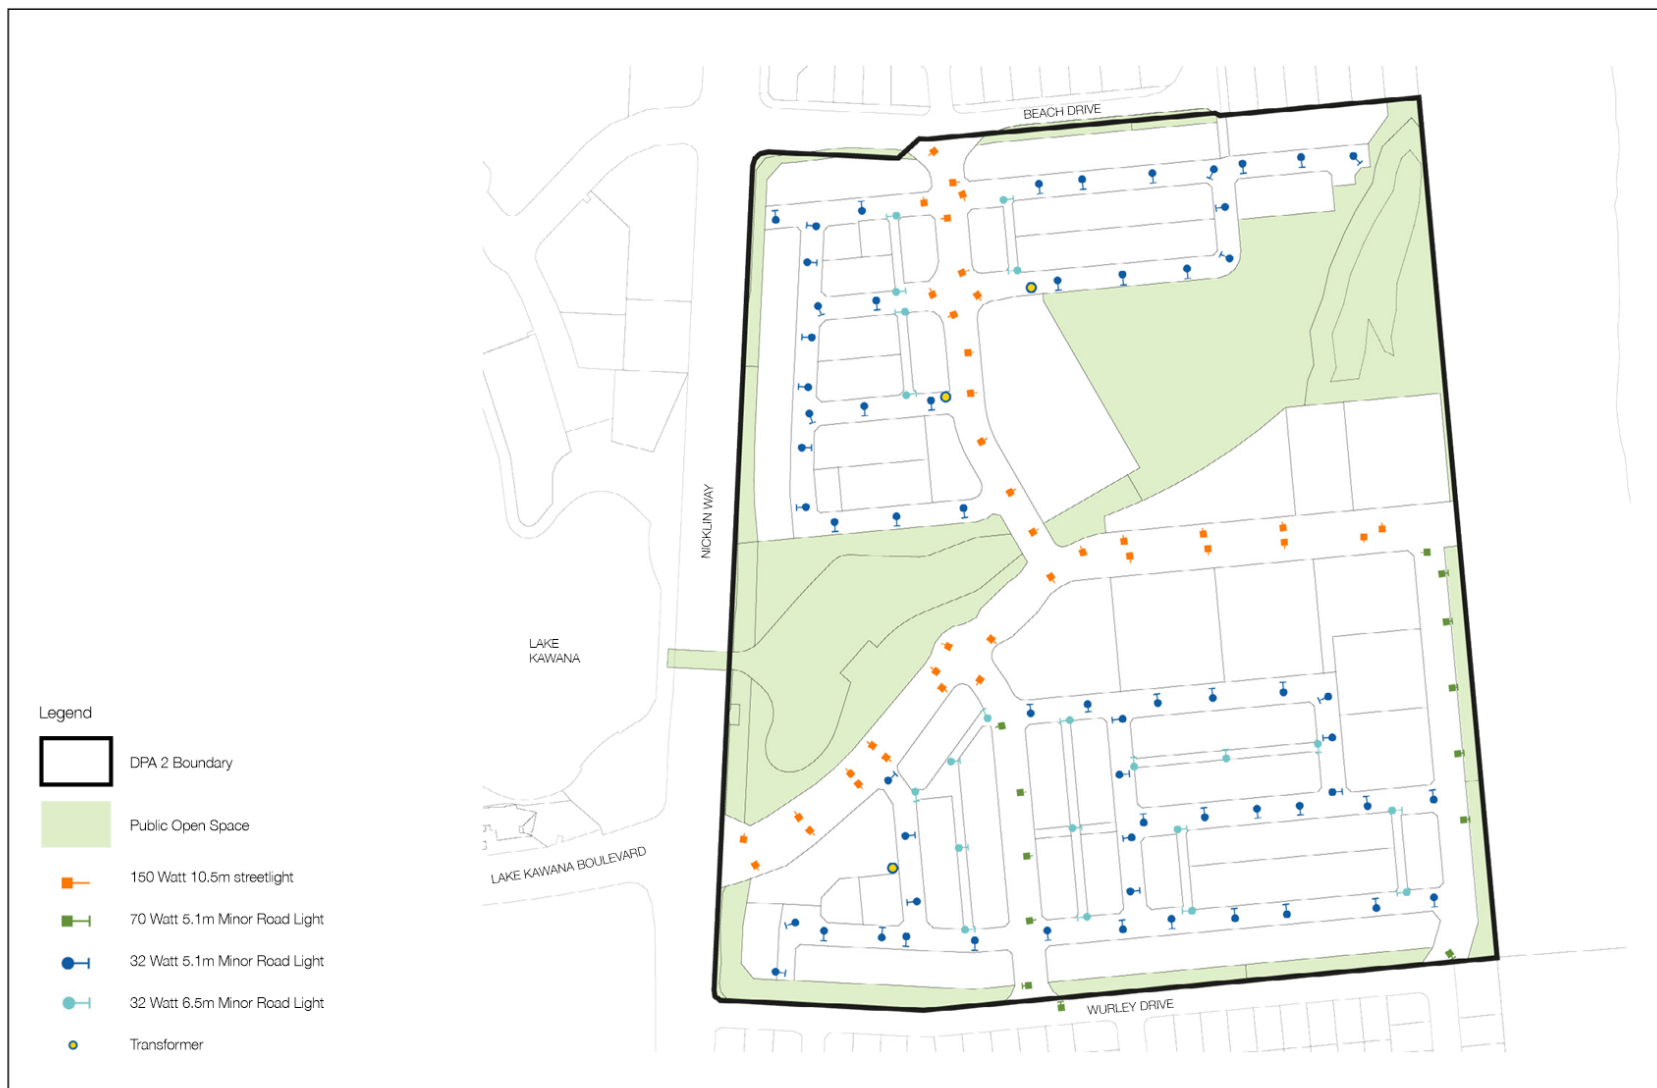 BEACH DRIVE
NICKLIN WAY
LAKE
KAWANA
LAKE KAWANA BOULEVARD
WURLEY DRIVE
Legend
DPA 2 Boundary
Public Open Space
150 Watt 10.5m streetlight
70 Watt 5.1m Minor Road Light
32 Watt 5.1m Minor Road Light
32 Watt 6.5m Minor Road Light
Transformer